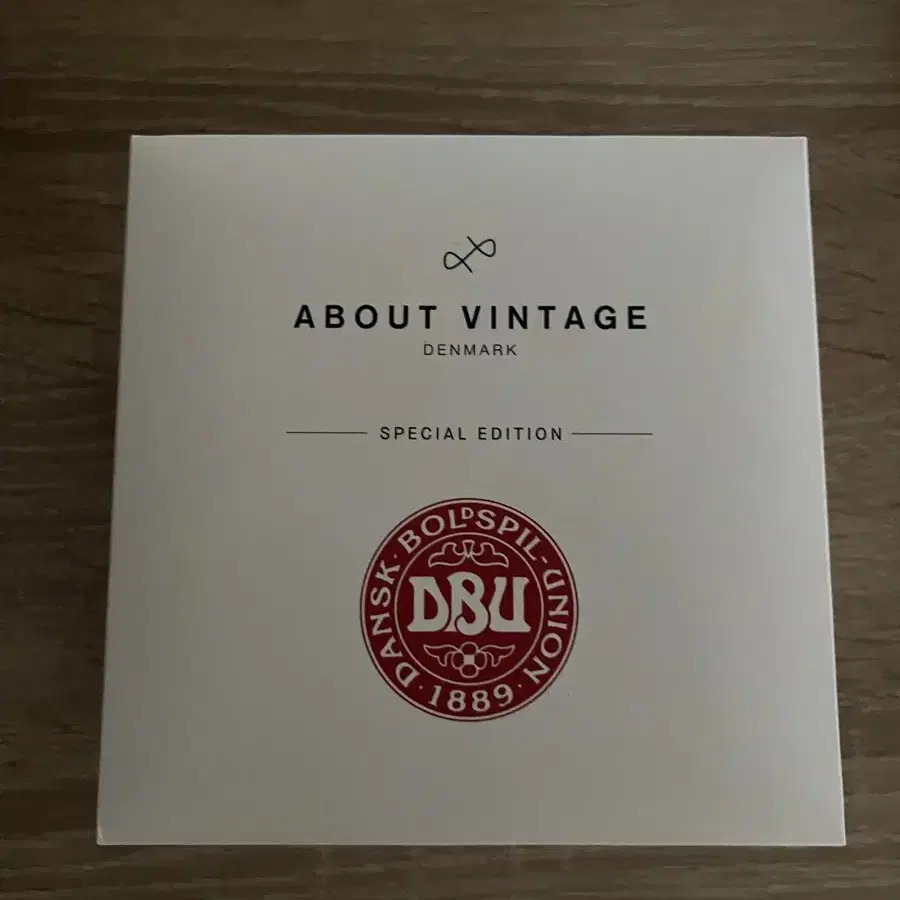 ABOUT VINTAGE
DENMARK
SPECIAL EDITION
DANSK · BOLDSPIL-UNION
DBU
· 1889 ·